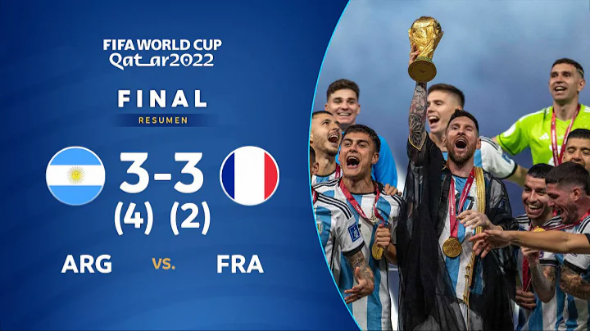 FIFA WORLD CUP
Qatar2022
FINAL
RESUMEN
3-3
(4) (2)
ARG VS. FRA